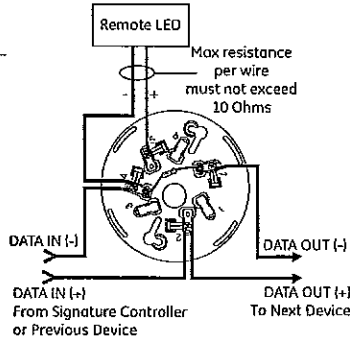 Remote LED
Max resistance
per wire
must not exceed
10 Ohms
- +
DATA IN (-)
DATA OUT (-)
DATA IN (+)
From Signature Controller
or Previous Device
DATA OUT (+)
To Next Device